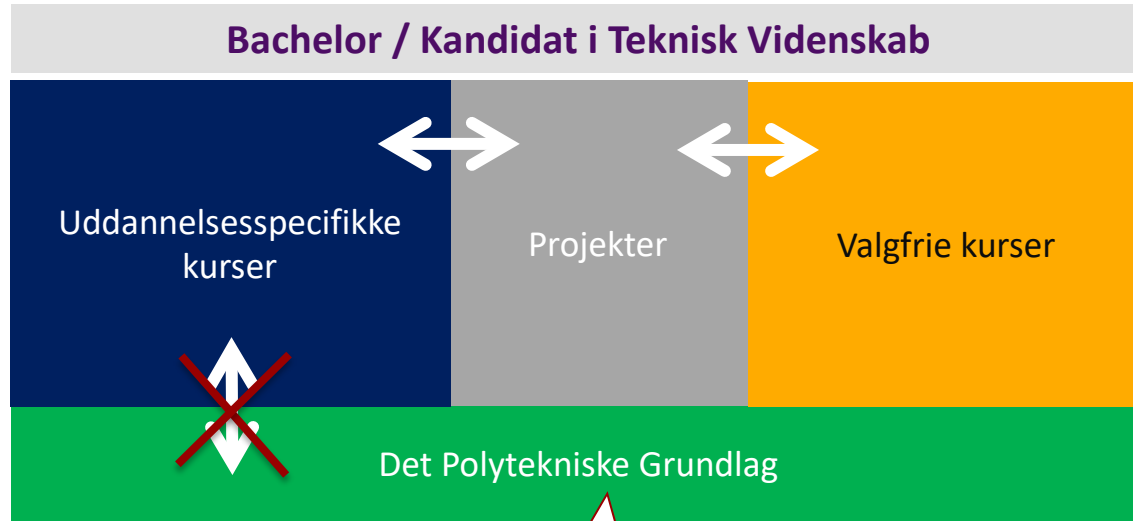 Bachelor / Kandidat i Teknisk Videnskab
Uddannelsesspecifikke
kurser
Projekter
Valgfrie kurser
Det Polytekniske Grundlag